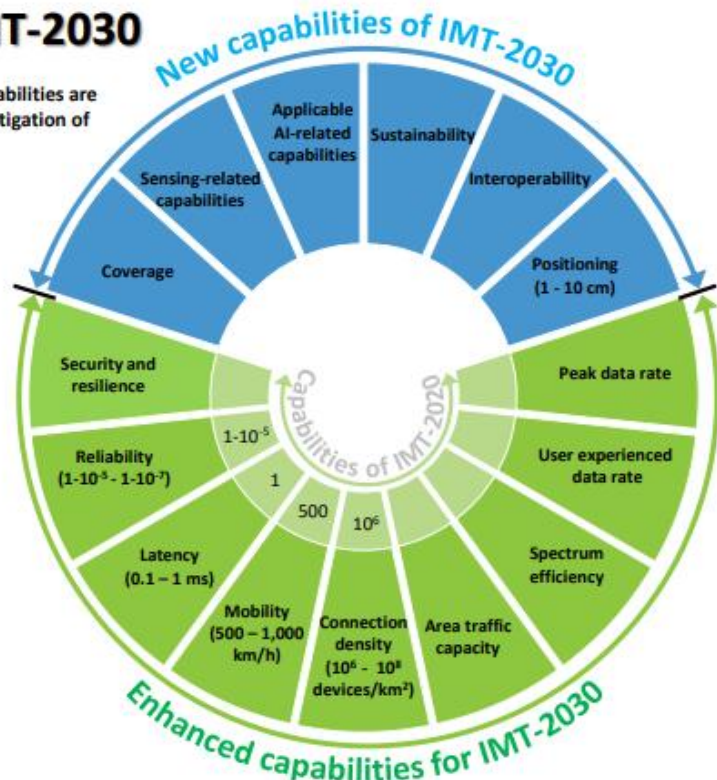 IT-2030
abilities are
tigation of
New capabilities of IMT-2030
Applicable
AI-related
capabilities
Sustainability
Sensing-related
capabilities
Interoperability
Coverage
Positioning
(1 - 10 cm)
Security and
resilience
Peak data rate
Capabilities of IMT-2020
Reliability
(1-10⁻⁵ - 1-10⁻⁷)
1-10⁻⁵
User experienced
data rate
Latency
(0.1 – 1 ms)
1
Spectrum
efficiency
Mobility
(500 – 1,000
km/h)
500
Connection
density
(10⁶ - 10⁸
devices/km²)
10⁶
Area traffic
capacity
Enhanced capabilities for IMT-2030